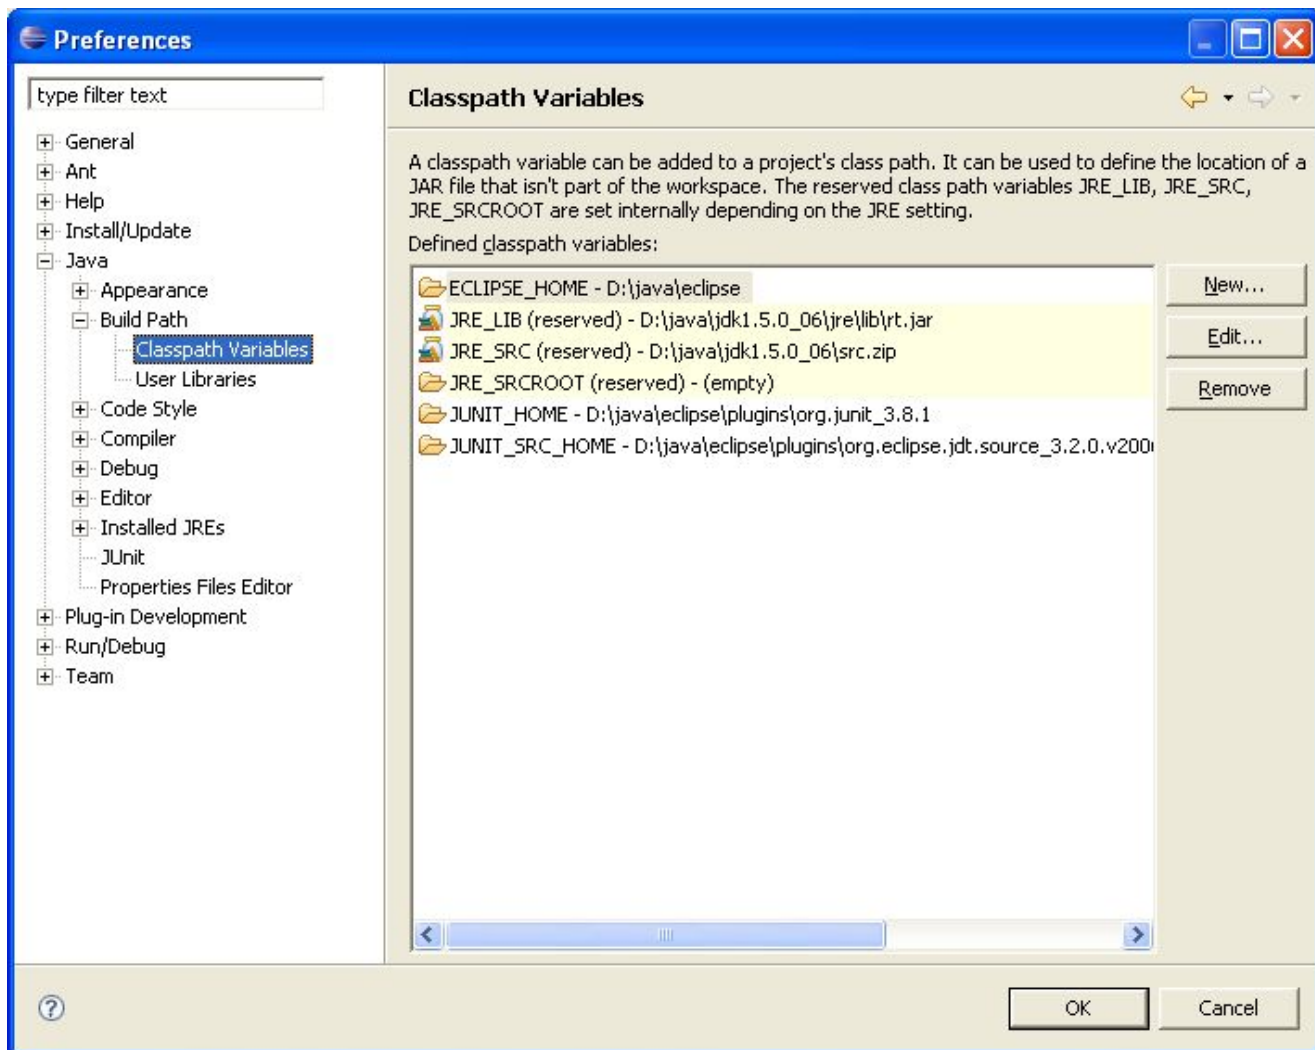 Preferences
type filter text
General
Ant
Help
Install/Update
Java
Appearance
Build Path
Classpath Variables
User Libraries
Code Style
Compiler
Debug
Editor
Installed JREs
JUnit
Properties Files Editor
Plug-in Development
Run/Debug
Team
Classpath Variables
A classpath variable can be added to a project's class path. It can be used to define the location of a
JAR file that isn't part of the workspace. The reserved class path variables JRE_LIB, JRE_SRC,
JRE_SRCROOT are set internally depending on the JRE setting.
Defined classpath variables:
ECLIPSE_HOME - D:\java\eclipse
JRE_LIB (reserved) - D:\java\jdk1.5.0_06\jre\lib\rt.jar
JRE_SRC (reserved) - D:\java\jdk1.5.0_06\src.zip
JRE_SRCROOT (reserved) - (empty)
JUNIT_HOME - D:\java\eclipse\plugins\org.junit_3.8.1
JUNIT_SRC_HOME - D:\java\eclipse\plugins\org.eclipse.jdt.source_3.2.0.v200
New...
Edit...
Remove
OK
Cancel